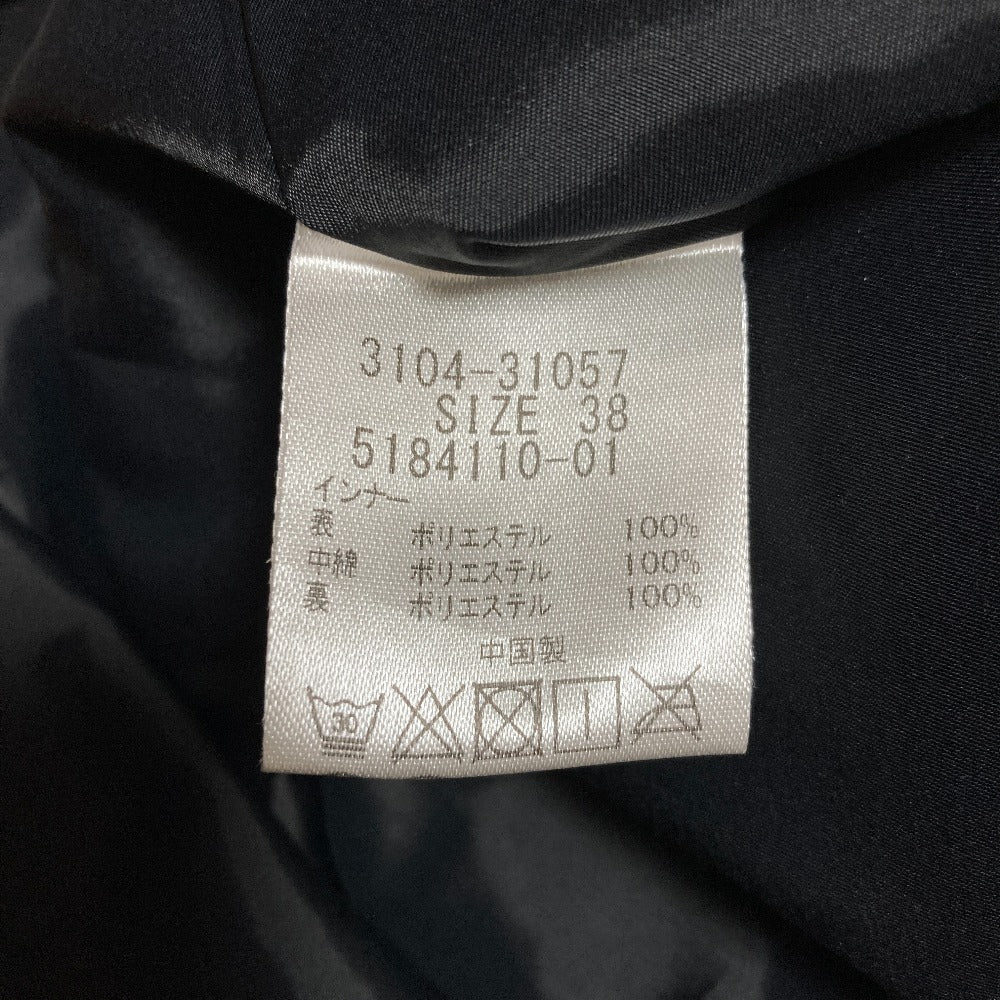 3104-31057
SIZE 38
5184110-01
インナー
表 ポリエステル 100%
中綿 ポリエステル 100%
裏 ポリエステル 100%
中国製
30